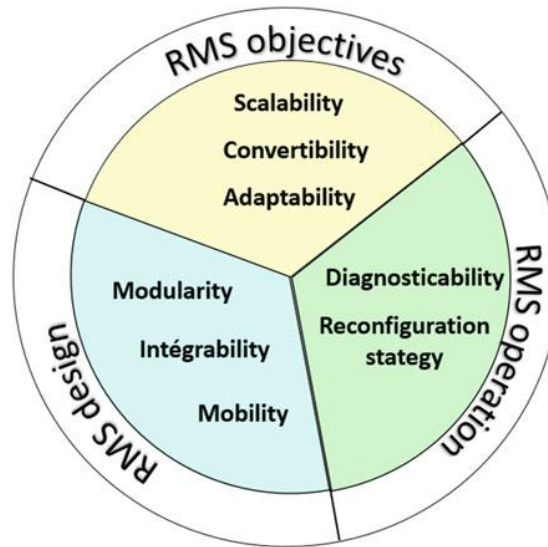 RMS objectives
Scalability
Convertibility
Adaptability
Diagnosticability
Reconfiguration
stategy
RMS operation
Modularity
Intégrability
Mobility
RMS design